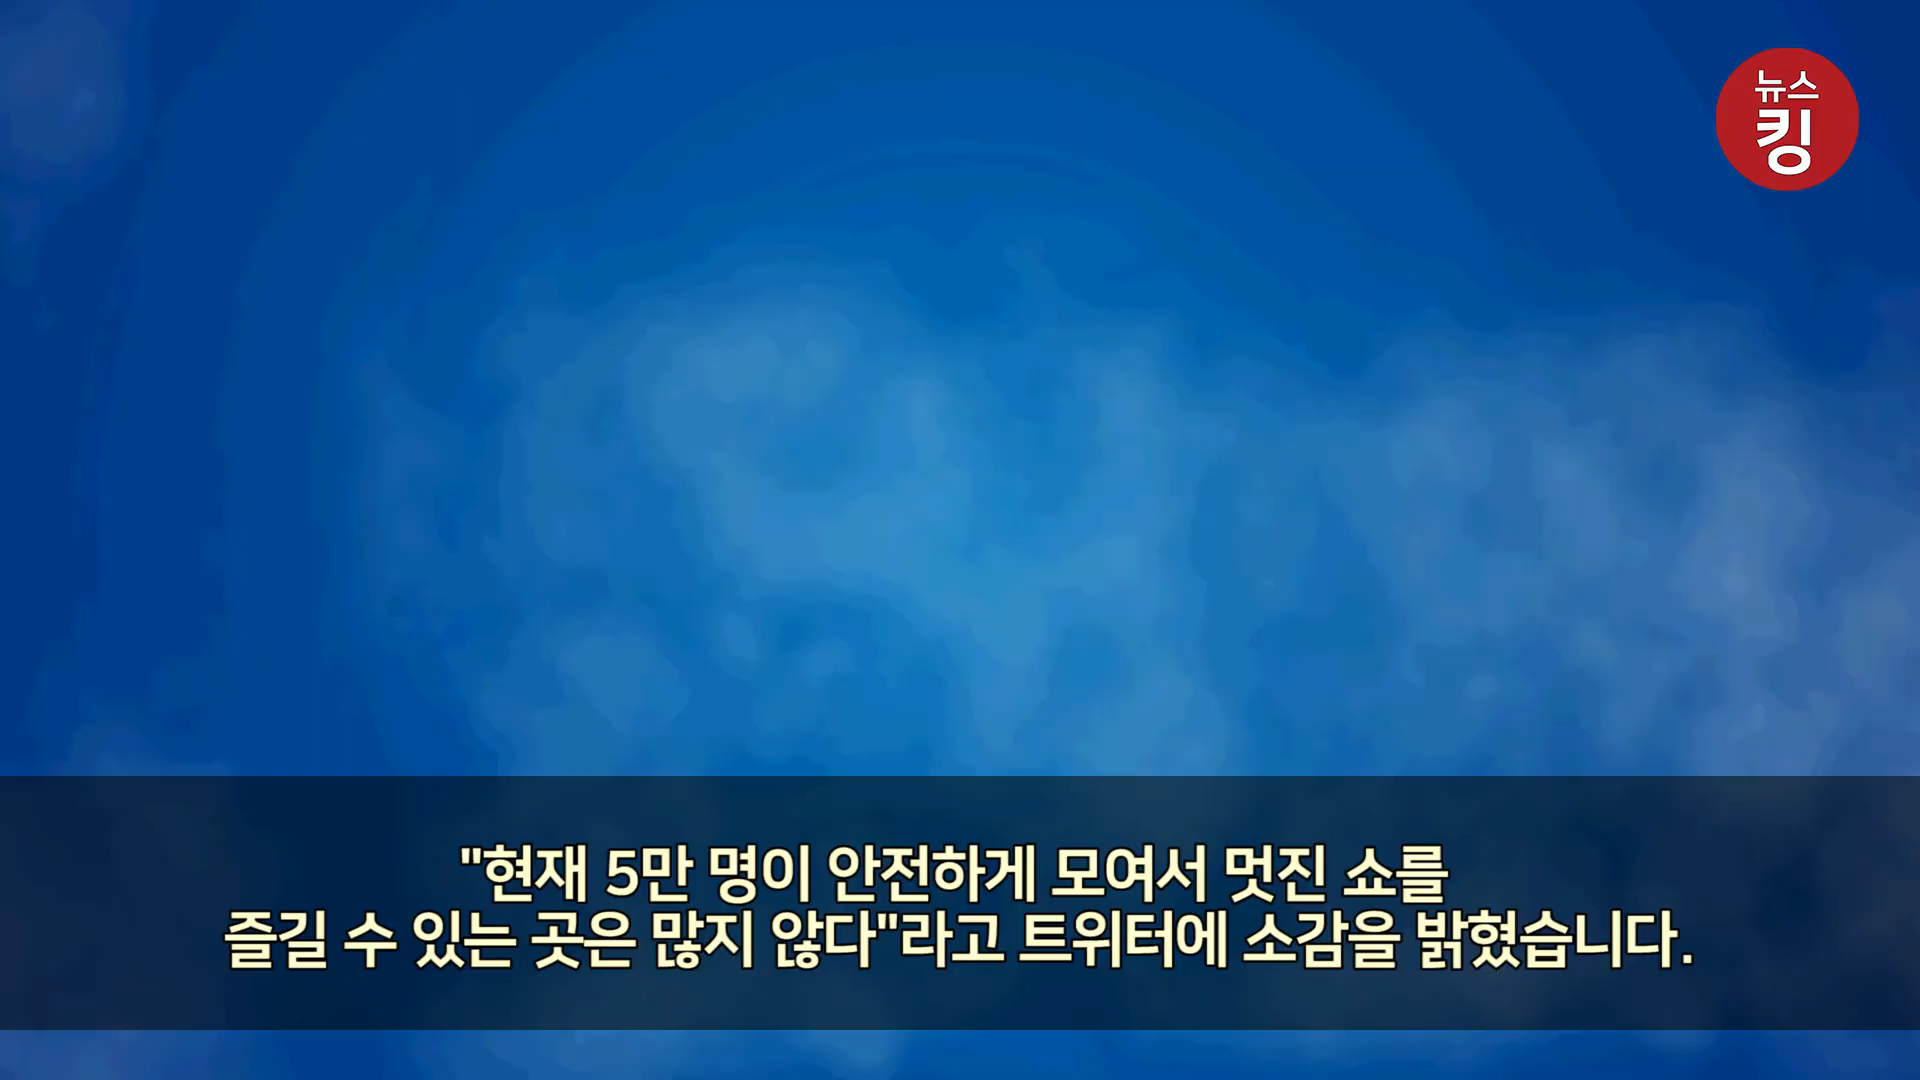 뉴스
킹
"현재 5만 명이 안전하게 모여서 멋진 쇼를
즐길 수 있는 곳은 많지 않다"라고 트위터에 소감을 밝혔습니다.